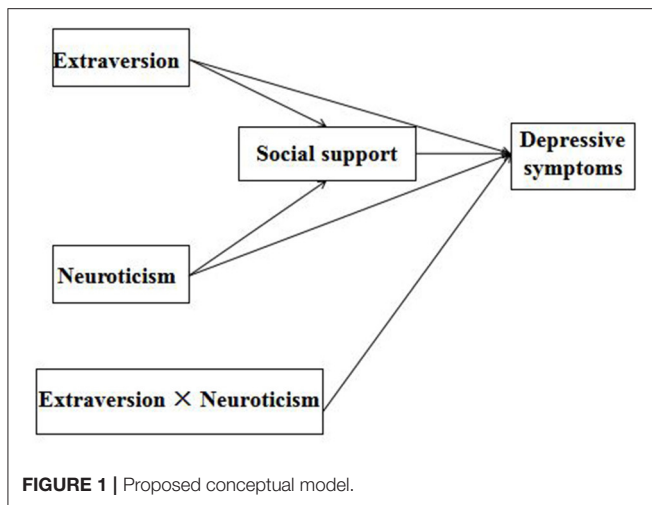 Extraversion
Social support
Depressive
symptoms
Neuroticism
Extraversion × Neuroticism
FIGURE 1 | Proposed conceptual model.